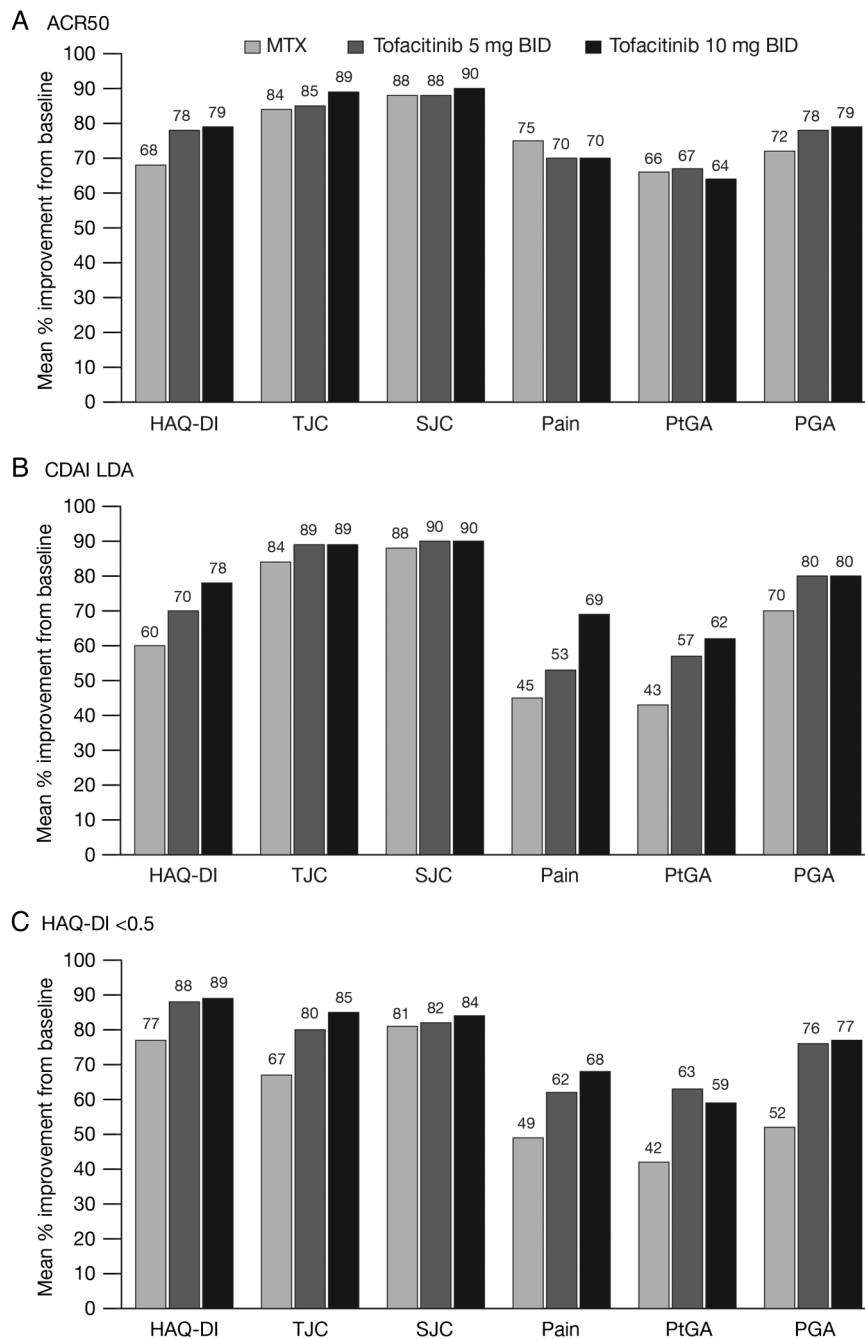 A ACR50
MTX Tofacitinib 5 mg BID Tofacitinib 10 mg BID
Mean % improvement from baseline
100
90
80
70
60
50
40
30
20
10
0
68 78 79 84 85 89 88 88 90 75 70 70 66 67 64 72 78 79
HAQ-DI TJC SJC Pain PtGA PGA
B CDAI LDA
Mean % improvement from baseline
100
90
80
70
60
50
40
30
20
10
0
60 70 78 84 89 89 88 90 90 45 53 69 43 57 62 70 80 80
HAQ-DI TJC SJC Pain PtGA PGA
C HAQ-DI <0.5
Mean % improvement from baseline
100
90
80
70
60
50
40
30
20
10
0
77 88 89 67 80 85 81 82 84 49 62 68 42 63 59 52 76 77
HAQ-DI TJC SJC Pain PtGA PGA